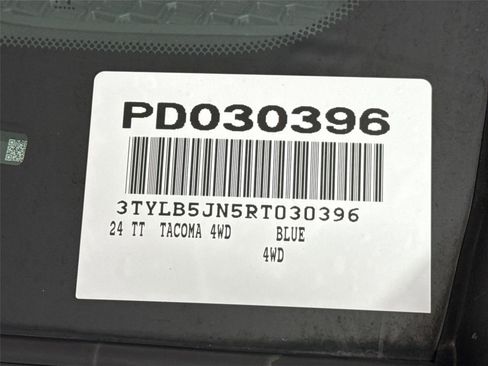 PD030396
3TYLB5JN5RT030396
24 TT TACOMA 4WD BLUE
4WD